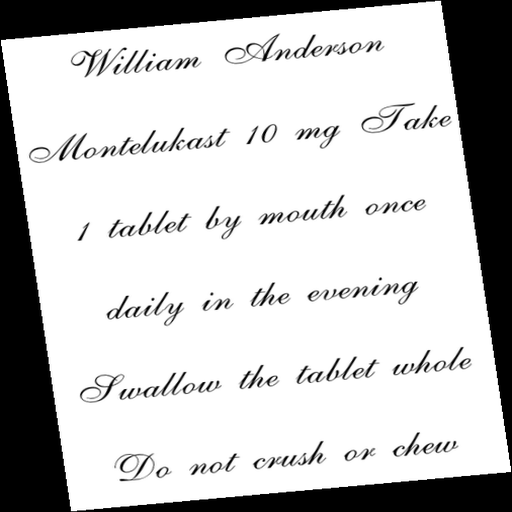 William Anderson
Montelukast 10 mg Take
1 tablet by mouth once
daily in the evening
Swallow the tablet whole
Do not crush or chew